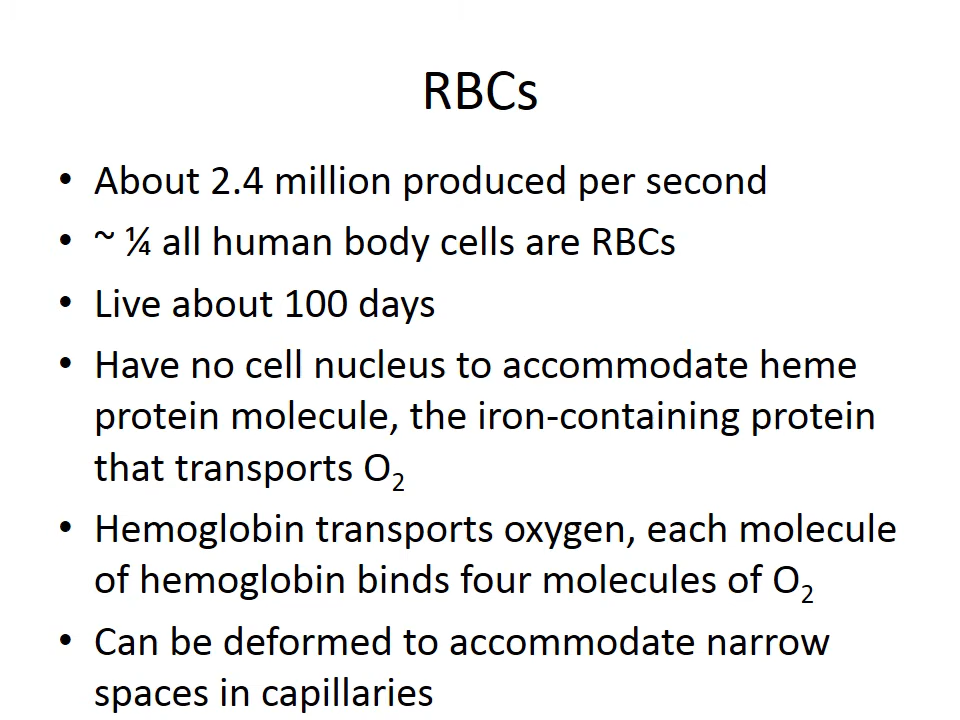 RBCs
• About 2.4 million produced per second
• ~ ¼ all human body cells are RBCs
• Live about 100 days
• Have no cell nucleus to accommodate heme
protein molecule, the iron-containing protein
that transports O₂
• Hemoglobin transports oxygen, each molecule
of hemoglobin binds four molecules of O₂
• Can be deformed to accommodate narrow
spaces in capillaries